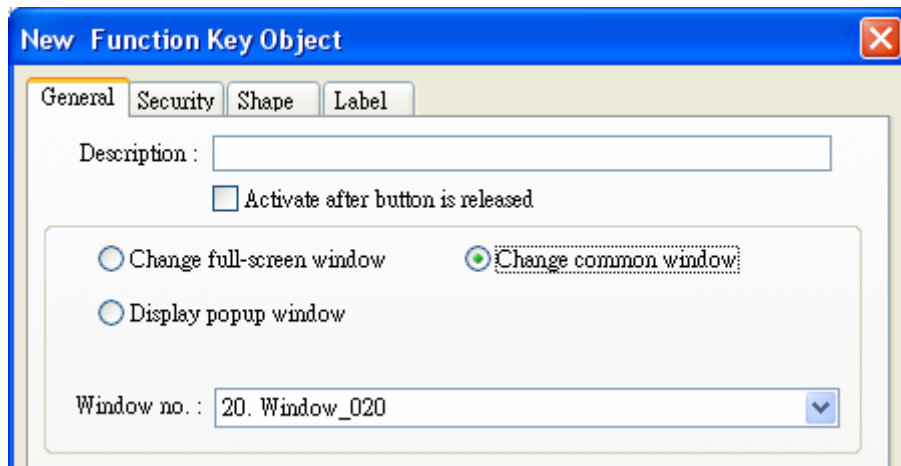 New Function Key Object
General Security Shape Label
Description :
Activate after button is released
Change full-screen window Change common window
Display popup window
Window no. : 20. Window_020